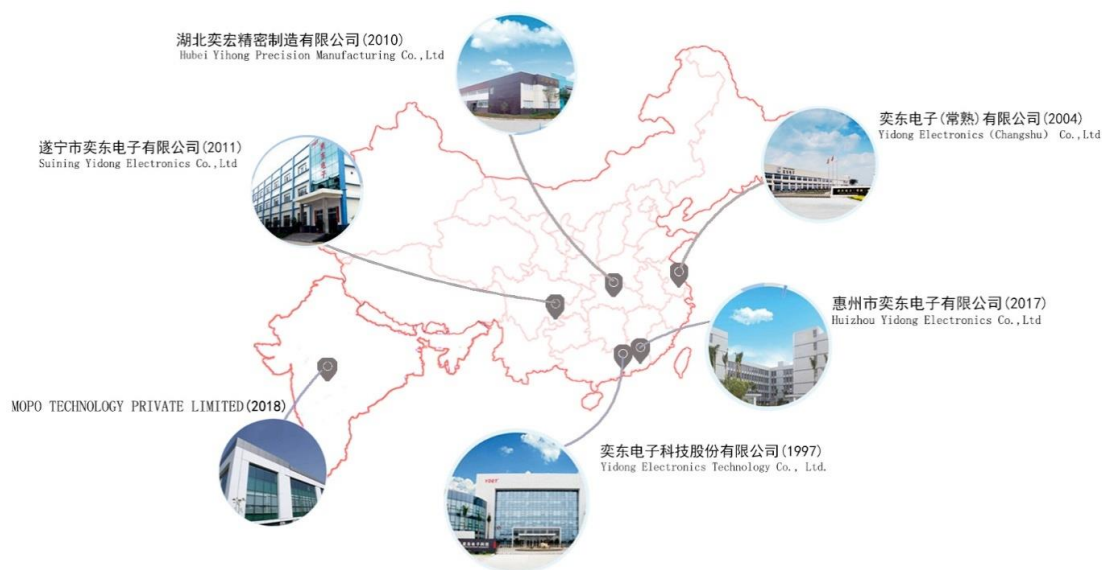 湖北奕宏精密制造有限公司(2010)
Hubei Yihong Precision Manufacturing Co.,Ltd
奕东电子(常熟)有限公司(2004)
Yidong Electronics (Changshu) Co.,Ltd
遂宁市奕东电子有限公司(2011)
Suining Yidong Electronics Co.,Ltd
惠州市奕东电子有限公司(2017)
Huizhou Yidong Electronics Co.,Ltd
MOPO TECHNOLOGY PRIVATE LIMITED(2018)
奕东电子科技股份有限公司(1997)
Yidong Electronics Technology Co., Ltd.